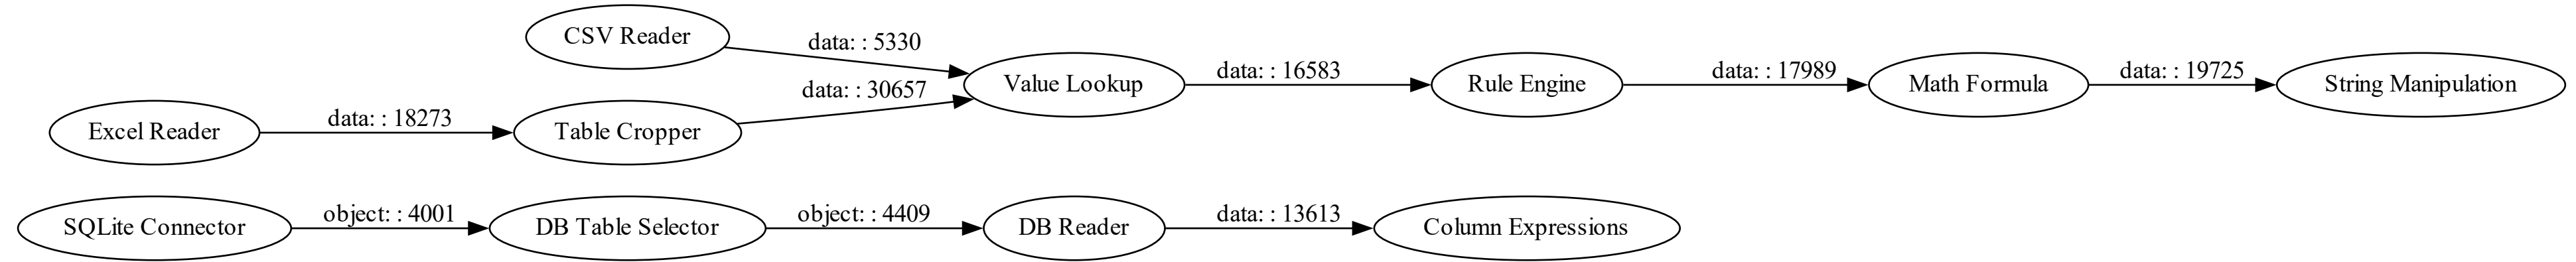 CSV Reader
data: : 5330
Excel Reader
data: : 18273
Table Cropper
data: : 30657
Value Lookup
data: : 16583
Rule Engine
data: : 17989
Math Formula
data: : 19725
String Manipulation
SQLite Connector
object: : 4001
DB Table Selector
object: : 4409
DB Reader
data: : 13613
Column Expressions